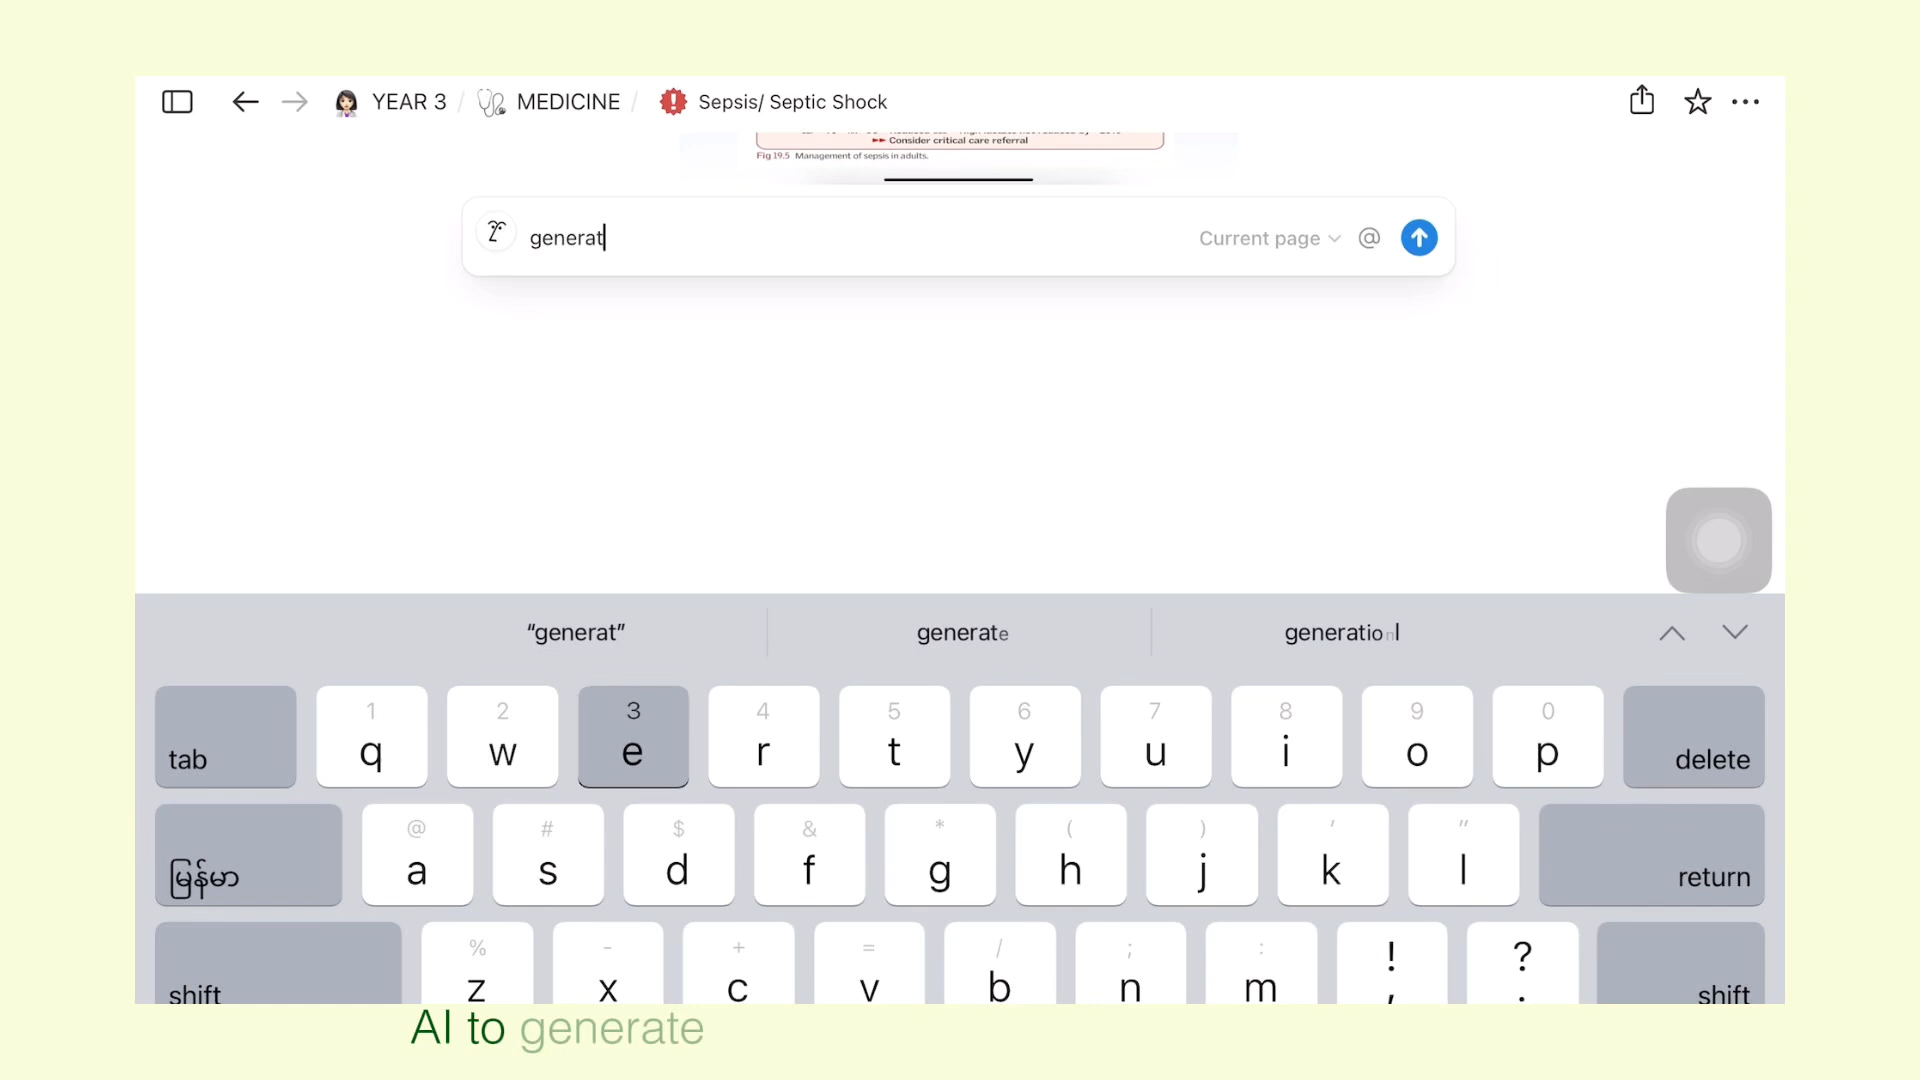 YEAR 3 / MEDICINE / Sepsis/ Septic Shock
►► Consider critical care referral
Fig 19.5 Management of sepsis in adults.
generat
Current page @
“generat” generate generation
tab 1 q 2 w 3 e 4 r 5 t 6 y 7 u 8 i 9 o 0 p delete
မြန်မာ @ a # s $ d & f * g ( h ) j ' k " l return
shift % z - x + c = v / b ; n : m ! , ? . shift
AI to generate